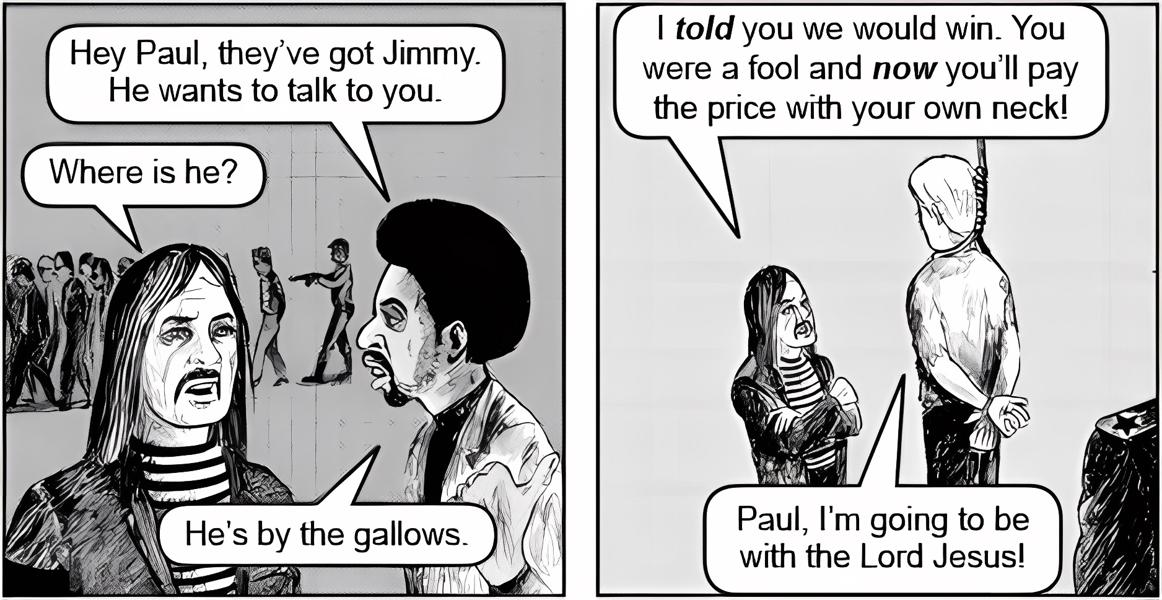 Hey Paul, they've got Jimmy.
He wants to talk to you.
Where is he?
He's by the gallows.
I told you we would win. You
were a fool and now you'll pay
the price with your own neck!
Paul, I'm going to be
with the Lord Jesus!